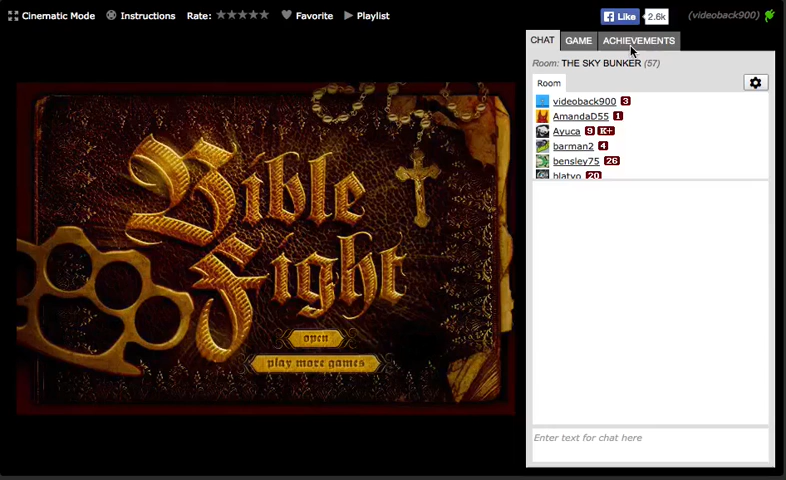 Cinematic Mode Instructions Rate: Favorite Playlist Like 2.6k (videoback900)
CHAT GAME ACHIEVEMENTS
Room: THE SKY BUNKER (57)
Room
videoback900 3
AmandaD55 1
Ayuca 9 K+
barman2 4
bensley75 26
blatyo 20
Bible
Fight
open
play more games
Enter text for chat here